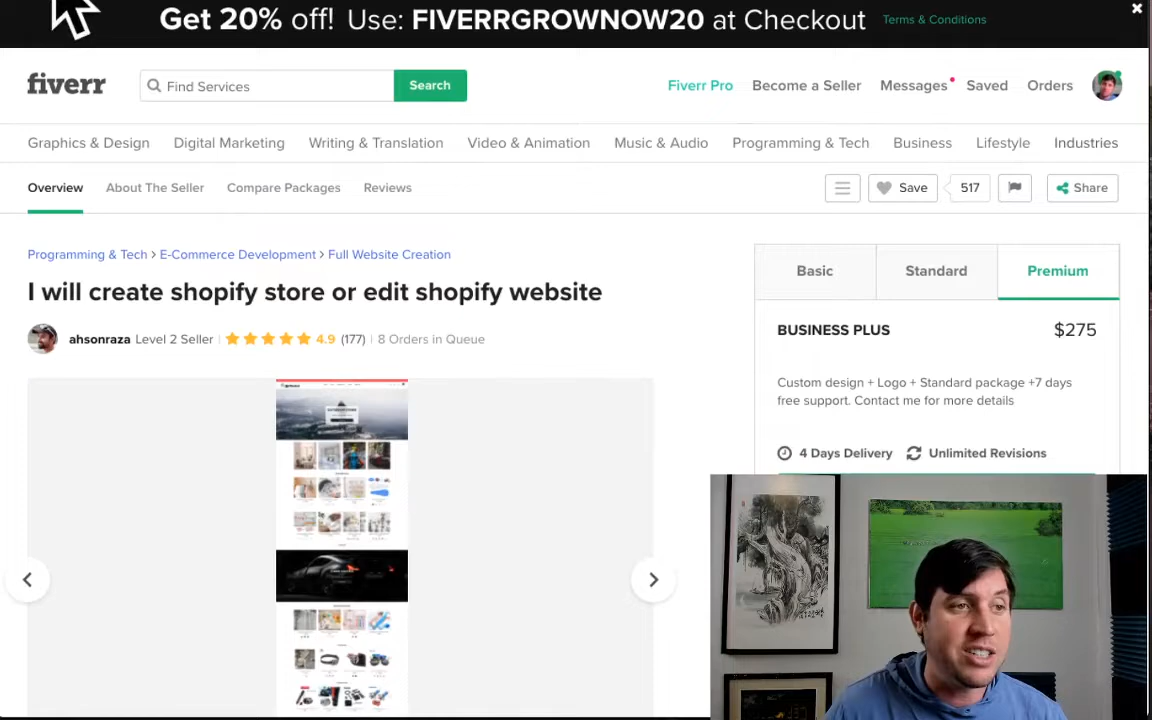 Get 20% off! Use: FIVERRGROWNOW20 at Checkout Terms & Conditions
fiverr Find Services Search Fiverr Pro Become a Seller Messages Saved Orders
Graphics & Design Digital Marketing Writing & Translation Video & Animation Music & Audio Programming & Tech Business Lifestyle Industries
Overview About The Seller Compare Packages Reviews Save 517 Share
Programming & Tech > E-Commerce Development > Full Website Creation
I will create shopify store or edit shopify website
ahsonraza Level 2 Seller 4.9 (177) 8 Orders in Queue
Basic Standard Premium
BUSINESS PLUS $275
Custom design + Logo + Standard package +7 days
free support. Contact me for more details
4 Days Delivery Unlimited Revisions